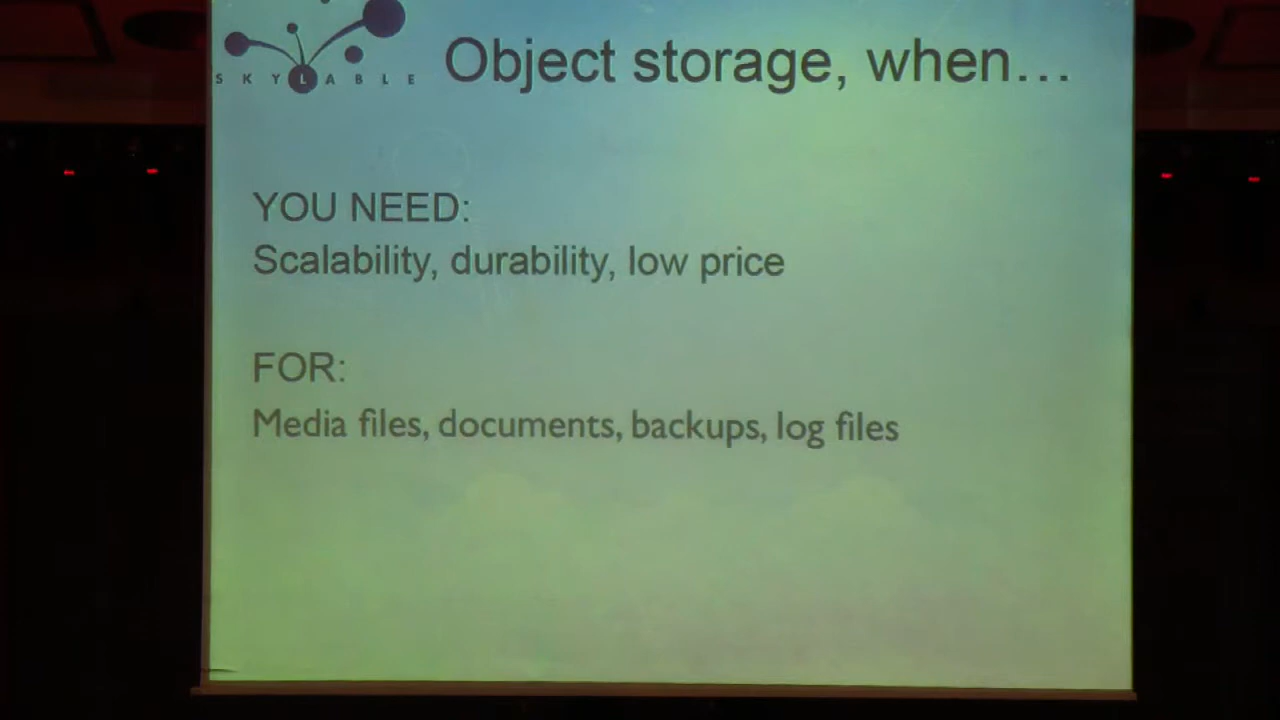 SKYLABLE
Object storage, when...
YOU NEED:
Scalability, durability, low price
FOR:
Media files, documents, backups, log files